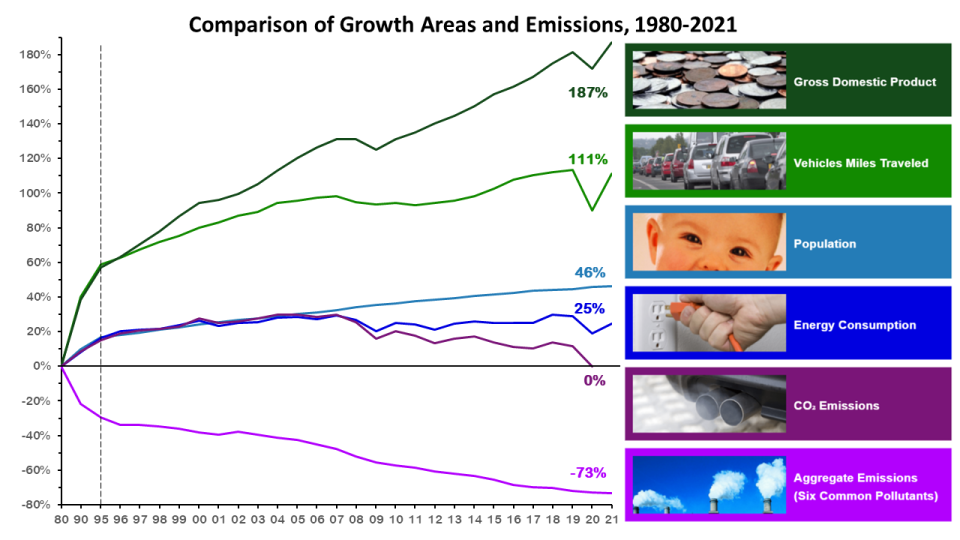 Comparison of Growth Areas and Emissions, 1980-2021
180%
160%
140%
120%
100%
80%
60%
40%
20%
0%
-20%
-40%
-60%
-80%
187%
111%
46%
25%
0%
-73%
80 90 95 96 97 98 99 00 01 02 03 04 05 06 07 08 09 10 11 12 13 14 15 16 17 18 19 20 21
Gross Domestic Product
Vehicles Miles Traveled
Population
Energy Consumption
CO₂ Emissions
Aggregate Emissions
(Six Common Pollutants)